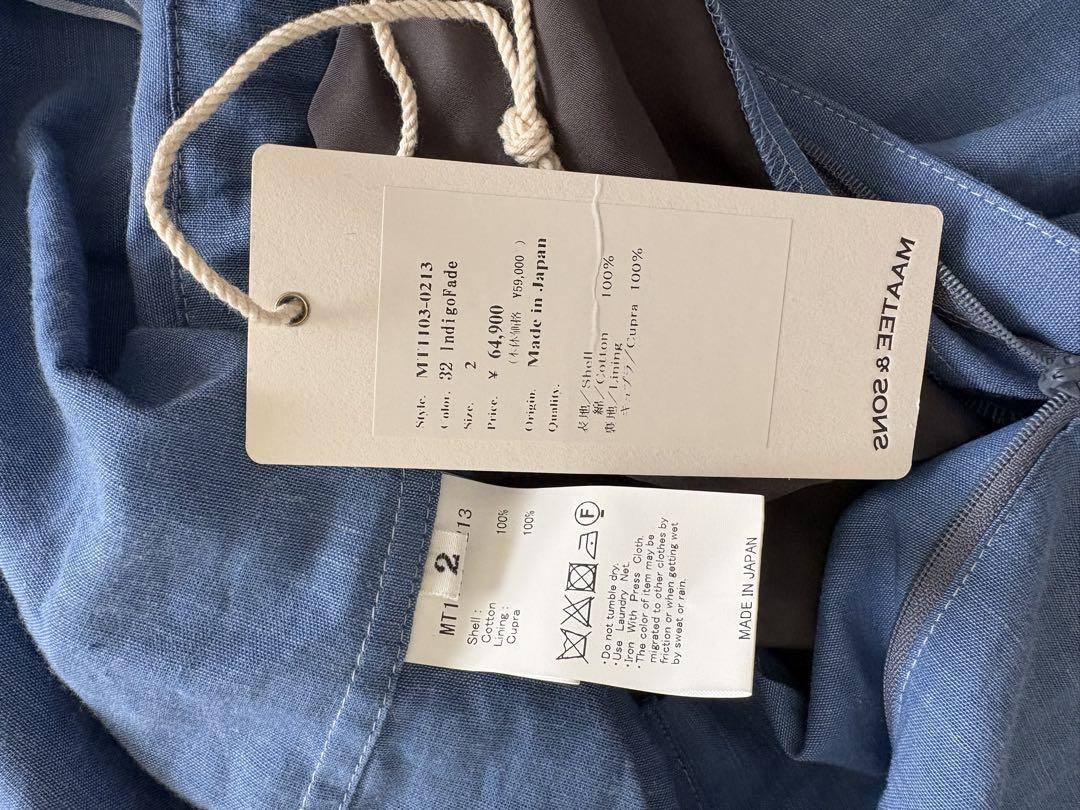 MAATEE & SONS
Style. MT1103-0213
Color. 32 IndigoFade
Size. 2
Price. ¥ 64,900
(本体価格 ¥59,000 )
Origin. Made in Japan
Quality.
表地/Shell
綿/Cotton 100%
裏地/Lining
キュプラ/Cupra 100%
2
MT1 13
Shell :
Cotton 100%
Lining :
Cupra 100%
F
・Do not tumble dry.
・Use Laundry Net.
・Iron With Press Cloth.
・The color of item may be
migrated to other clothes by
friction or when getting wet
by sweat or rain.
MADE IN JAPAN